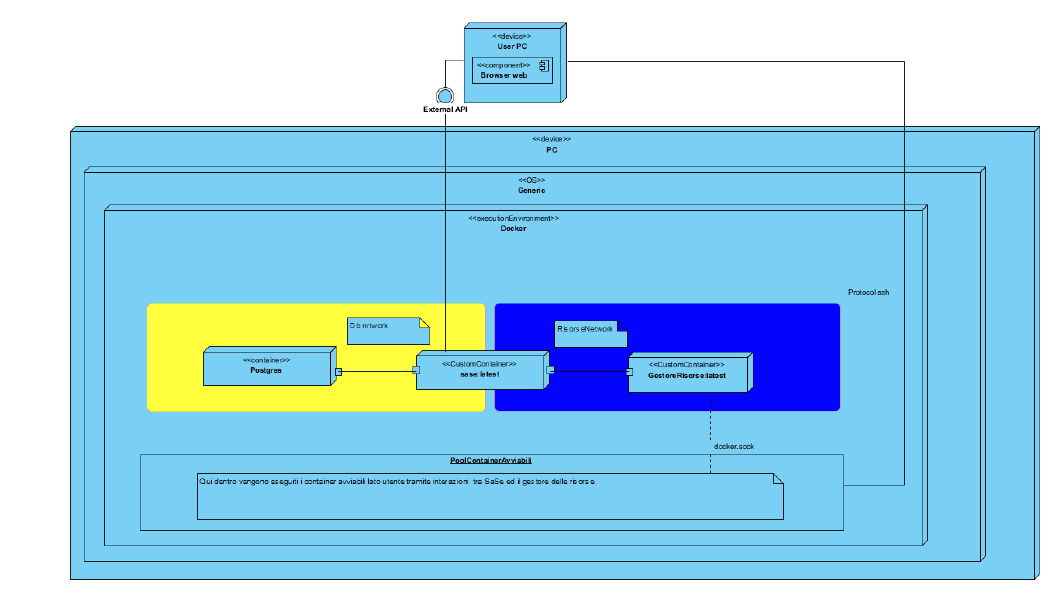 <<device>>
User PC
<<component>>
Browser web
External API
<<device>>
PC
<<OS>>
Generic
<<executionEnvironment>>
Docker
Protocol ssh
Db nrtwork
RisorseNetwork
<<container>>
Postgres
<<CustomContainer>>
sase:latest
<<CustomContainer>>
GestoreRisorse:latest
docker.sock
PoolContainerAvviabili
Qui dentro vengono eseguiti i container avviabili lato utente tramite interazioni tra SaSe ed il gestore delle risorse